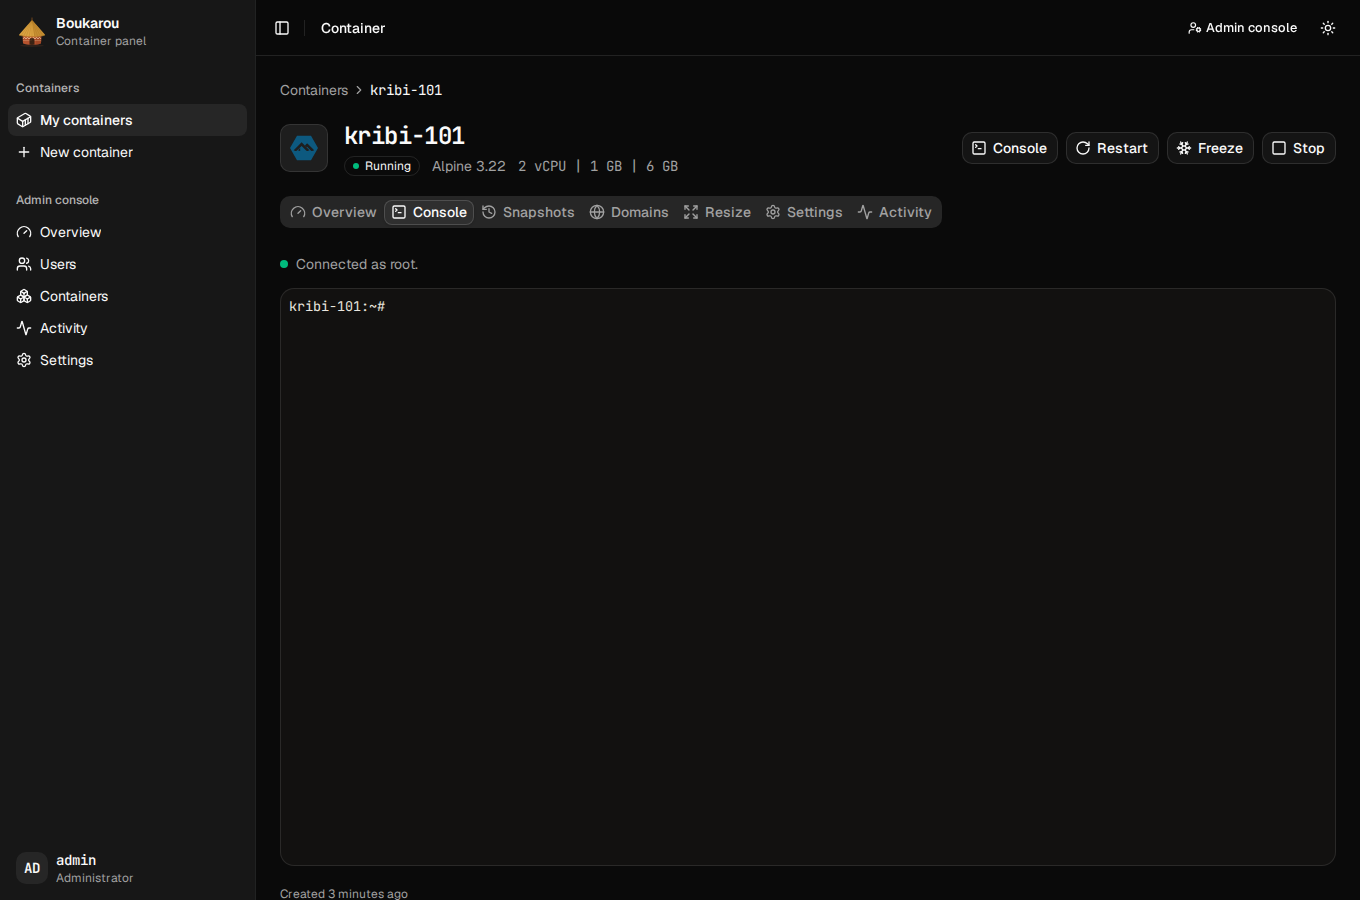 Boukarou
Container panel
Containers
My containers
New container
Admin console
Overview
Users
Containers
Activity
Settings
AD
admin
Administrator
Container
Admin console
Containers > kribi-101
kribi-101
Running Alpine 3.22 2 vCPU | 1 GB | 6 GB
Console Restart Freeze Stop
Overview Console Snapshots Domains Resize Settings Activity
Connected as root.
kribi-101:~#
Created 3 minutes ago